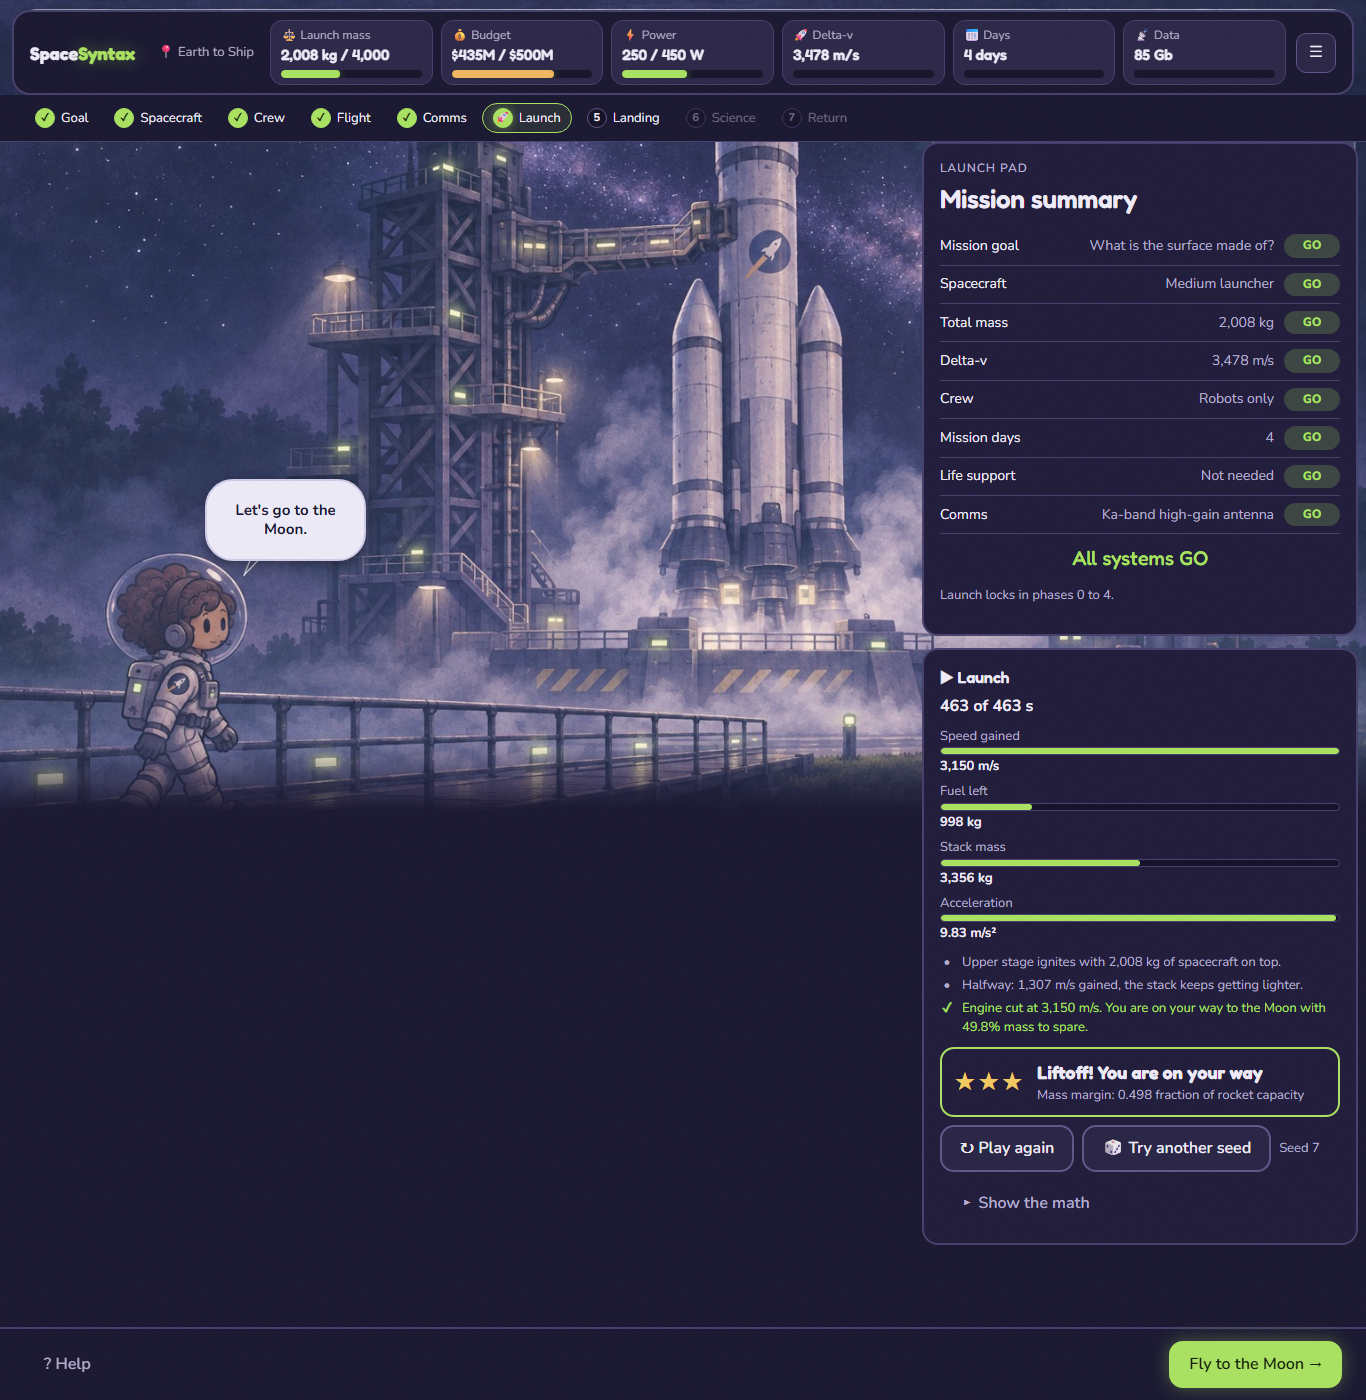 SpaceSyntax
📍 Earth to Ship
Launch mass
2,008 kg / 4,000
Budget
$435M / $500M
Power
250 / 450 W
Delta-v
3,478 m/s
Days
4 days
Data
85 Gb
☰
✓ Goal
✓ Spacecraft
✓ Crew
✓ Flight
✓ Comms
🚀 Launch
5 Landing
6 Science
7 Return
Let's go to the
Moon.
LAUNCH PAD
Mission summary
Mission goal What is the surface made of? GO
Spacecraft Medium launcher GO
Total mass 2,008 kg GO
Delta-v 3,478 m/s GO
Crew Robots only GO
Mission days 4 GO
Life support Not needed GO
Comms Ka-band high-gain antenna GO
All systems GO
Launch locks in phases 0 to 4.
▶ Launch
463 of 463 s
Speed gained
3,150 m/s
Fuel left
998 kg
Stack mass
3,356 kg
Acceleration
9.83 m/s²
• Upper stage ignites with 2,008 kg of spacecraft on top.
• Halfway: 1,307 m/s gained, the stack keeps getting lighter.
✓ Engine cut at 3,150 m/s. You are on your way to the Moon with
49.8% mass to spare.
★★★ Liftoff! You are on your way
Mass margin: 0.498 fraction of rocket capacity
↻ Play again
🎲 Try another seed
Seed 7
▸ Show the math
? Help
Fly to the Moon →